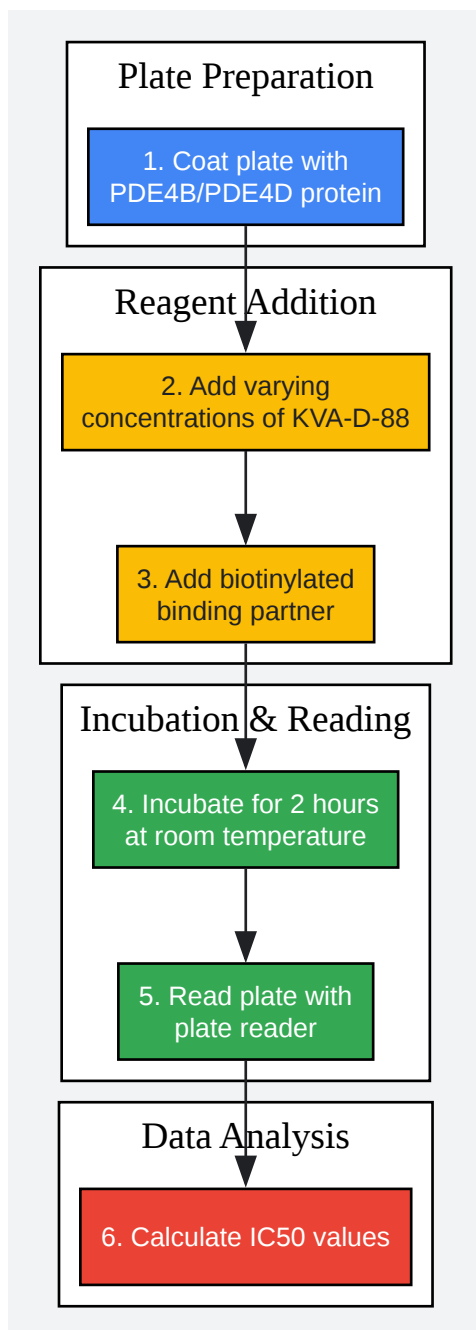 Plate Preparation
1. Coat plate with
PDE4B/PDE4D protein
Reagent Addition
2. Add varying
concentrations of KVA-D-88
3. Add biotinylated
binding partner
Incubation & Reading
4. Incubate for 2 hours
at room temperature
5. Read plate with
plate reader
Data Analysis
6. Calculate IC50 values